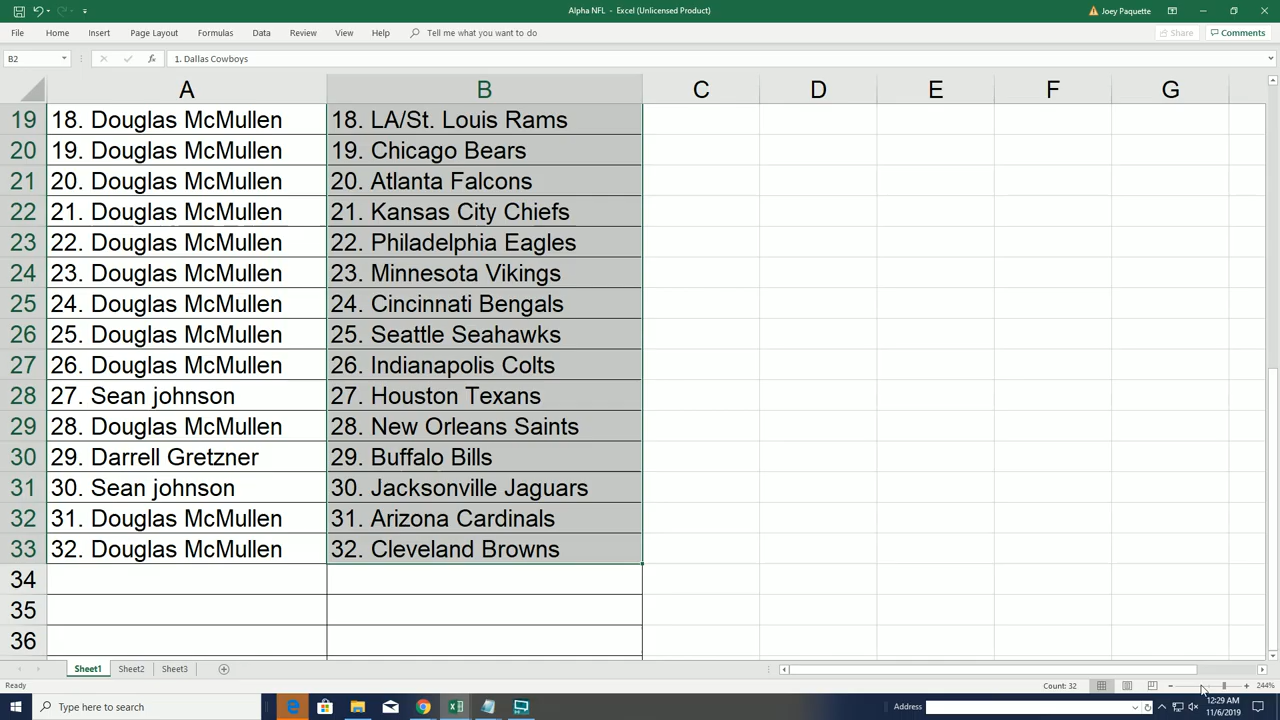 Alpha NFL - Excel (Unlicensed Product)
Joey Paquette
File Home Insert Page Layout Formulas Data Review View Help Tell me what you want to do Share Comments
B2 fx 1. Dallas Cowboys
A B C D E F G
19 18. Douglas McMullen 18. LA/St. Louis Rams
20 19. Douglas McMullen 19. Chicago Bears
21 20. Douglas McMullen 20. Atlanta Falcons
22 21. Douglas McMullen 21. Kansas City Chiefs
23 22. Douglas McMullen 22. Philadelphia Eagles
24 23. Douglas McMullen 23. Minnesota Vikings
25 24. Douglas McMullen 24. Cincinnati Bengals
26 25. Douglas McMullen 25. Seattle Seahawks
27 26. Douglas McMullen 26. Indianapolis Colts
28 27. Sean johnson 27. Houston Texans
29 28. Douglas McMullen 28. New Orleans Saints
30 29. Darrell Gretzner 29. Buffalo Bills
31 30. Sean johnson 30. Jacksonville Jaguars
32 31. Douglas McMullen 31. Arizona Cardinals
33 32. Douglas McMullen 32. Cleveland Browns
34
35
36
Sheet1 Sheet2 Sheet3
Ready Count: 32 244%
Type here to search Address 12:29 AM
11/6/2019